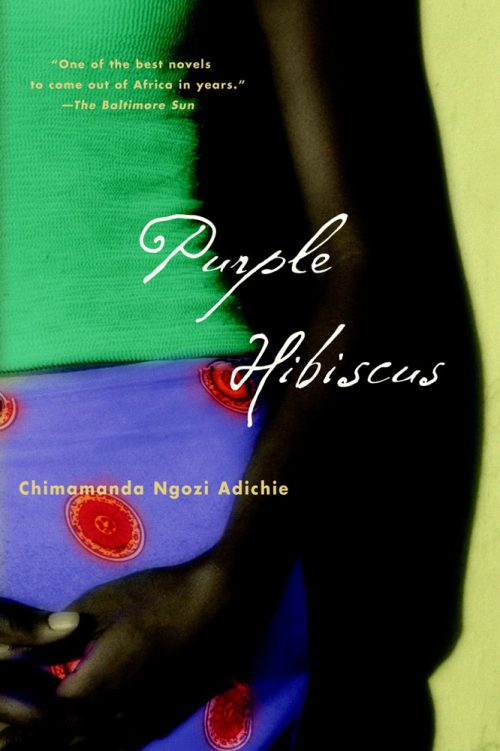 “One of the best novels
to come out of Africa in years.”
—The Baltimore Sun
Purple
Hibiscus
Chimamanda Ngozi Adichie